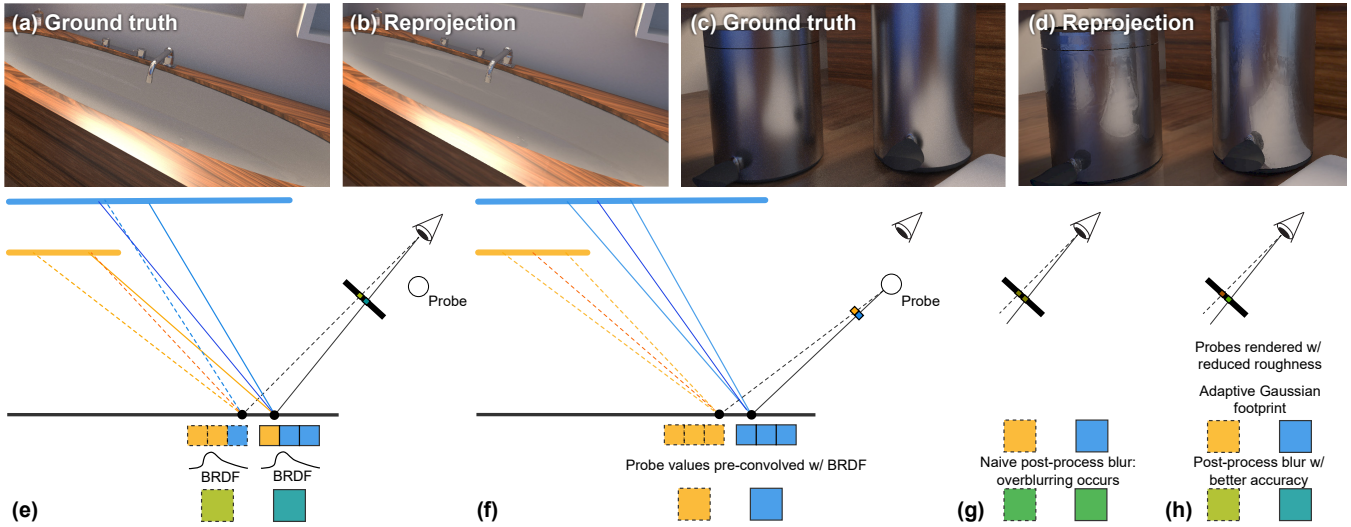 (a) Ground truth
(b) Reprojection
(c) Ground truth
(d) Reprojection
Probe
BRDF
BRDF
(e)
Probe
Probe values pre-convolved w/ BRDF
(f)
Naive post-process blur:
overblurring occurs
(g)
Probes rendered w/
reduced roughness
Adaptive Gaussian
footprint
Post-process blur w/
better accuracy
(h)